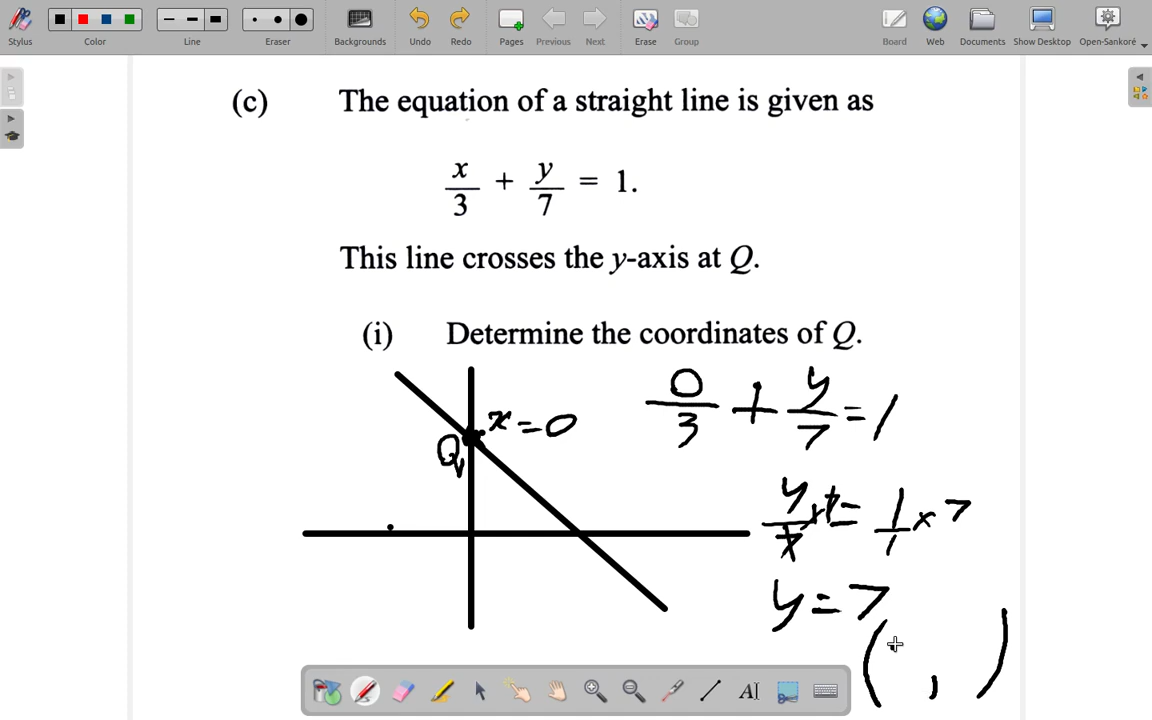 Stylus Color Line Eraser Backgrounds Undo Redo Pages Previous Next Erase Group Board Web Documents Show Desktop Open-Sankoré
(c) The equation of a straight line is given as
x/3 + y/7 = 1.
This line crosses the y-axis at Q.
(i) Determine the coordinates of Q.
0/3 + y/7 = 1
x = 0
Q
y/7 x 7 = 1/1 x 7
y = 7
( , )
AI